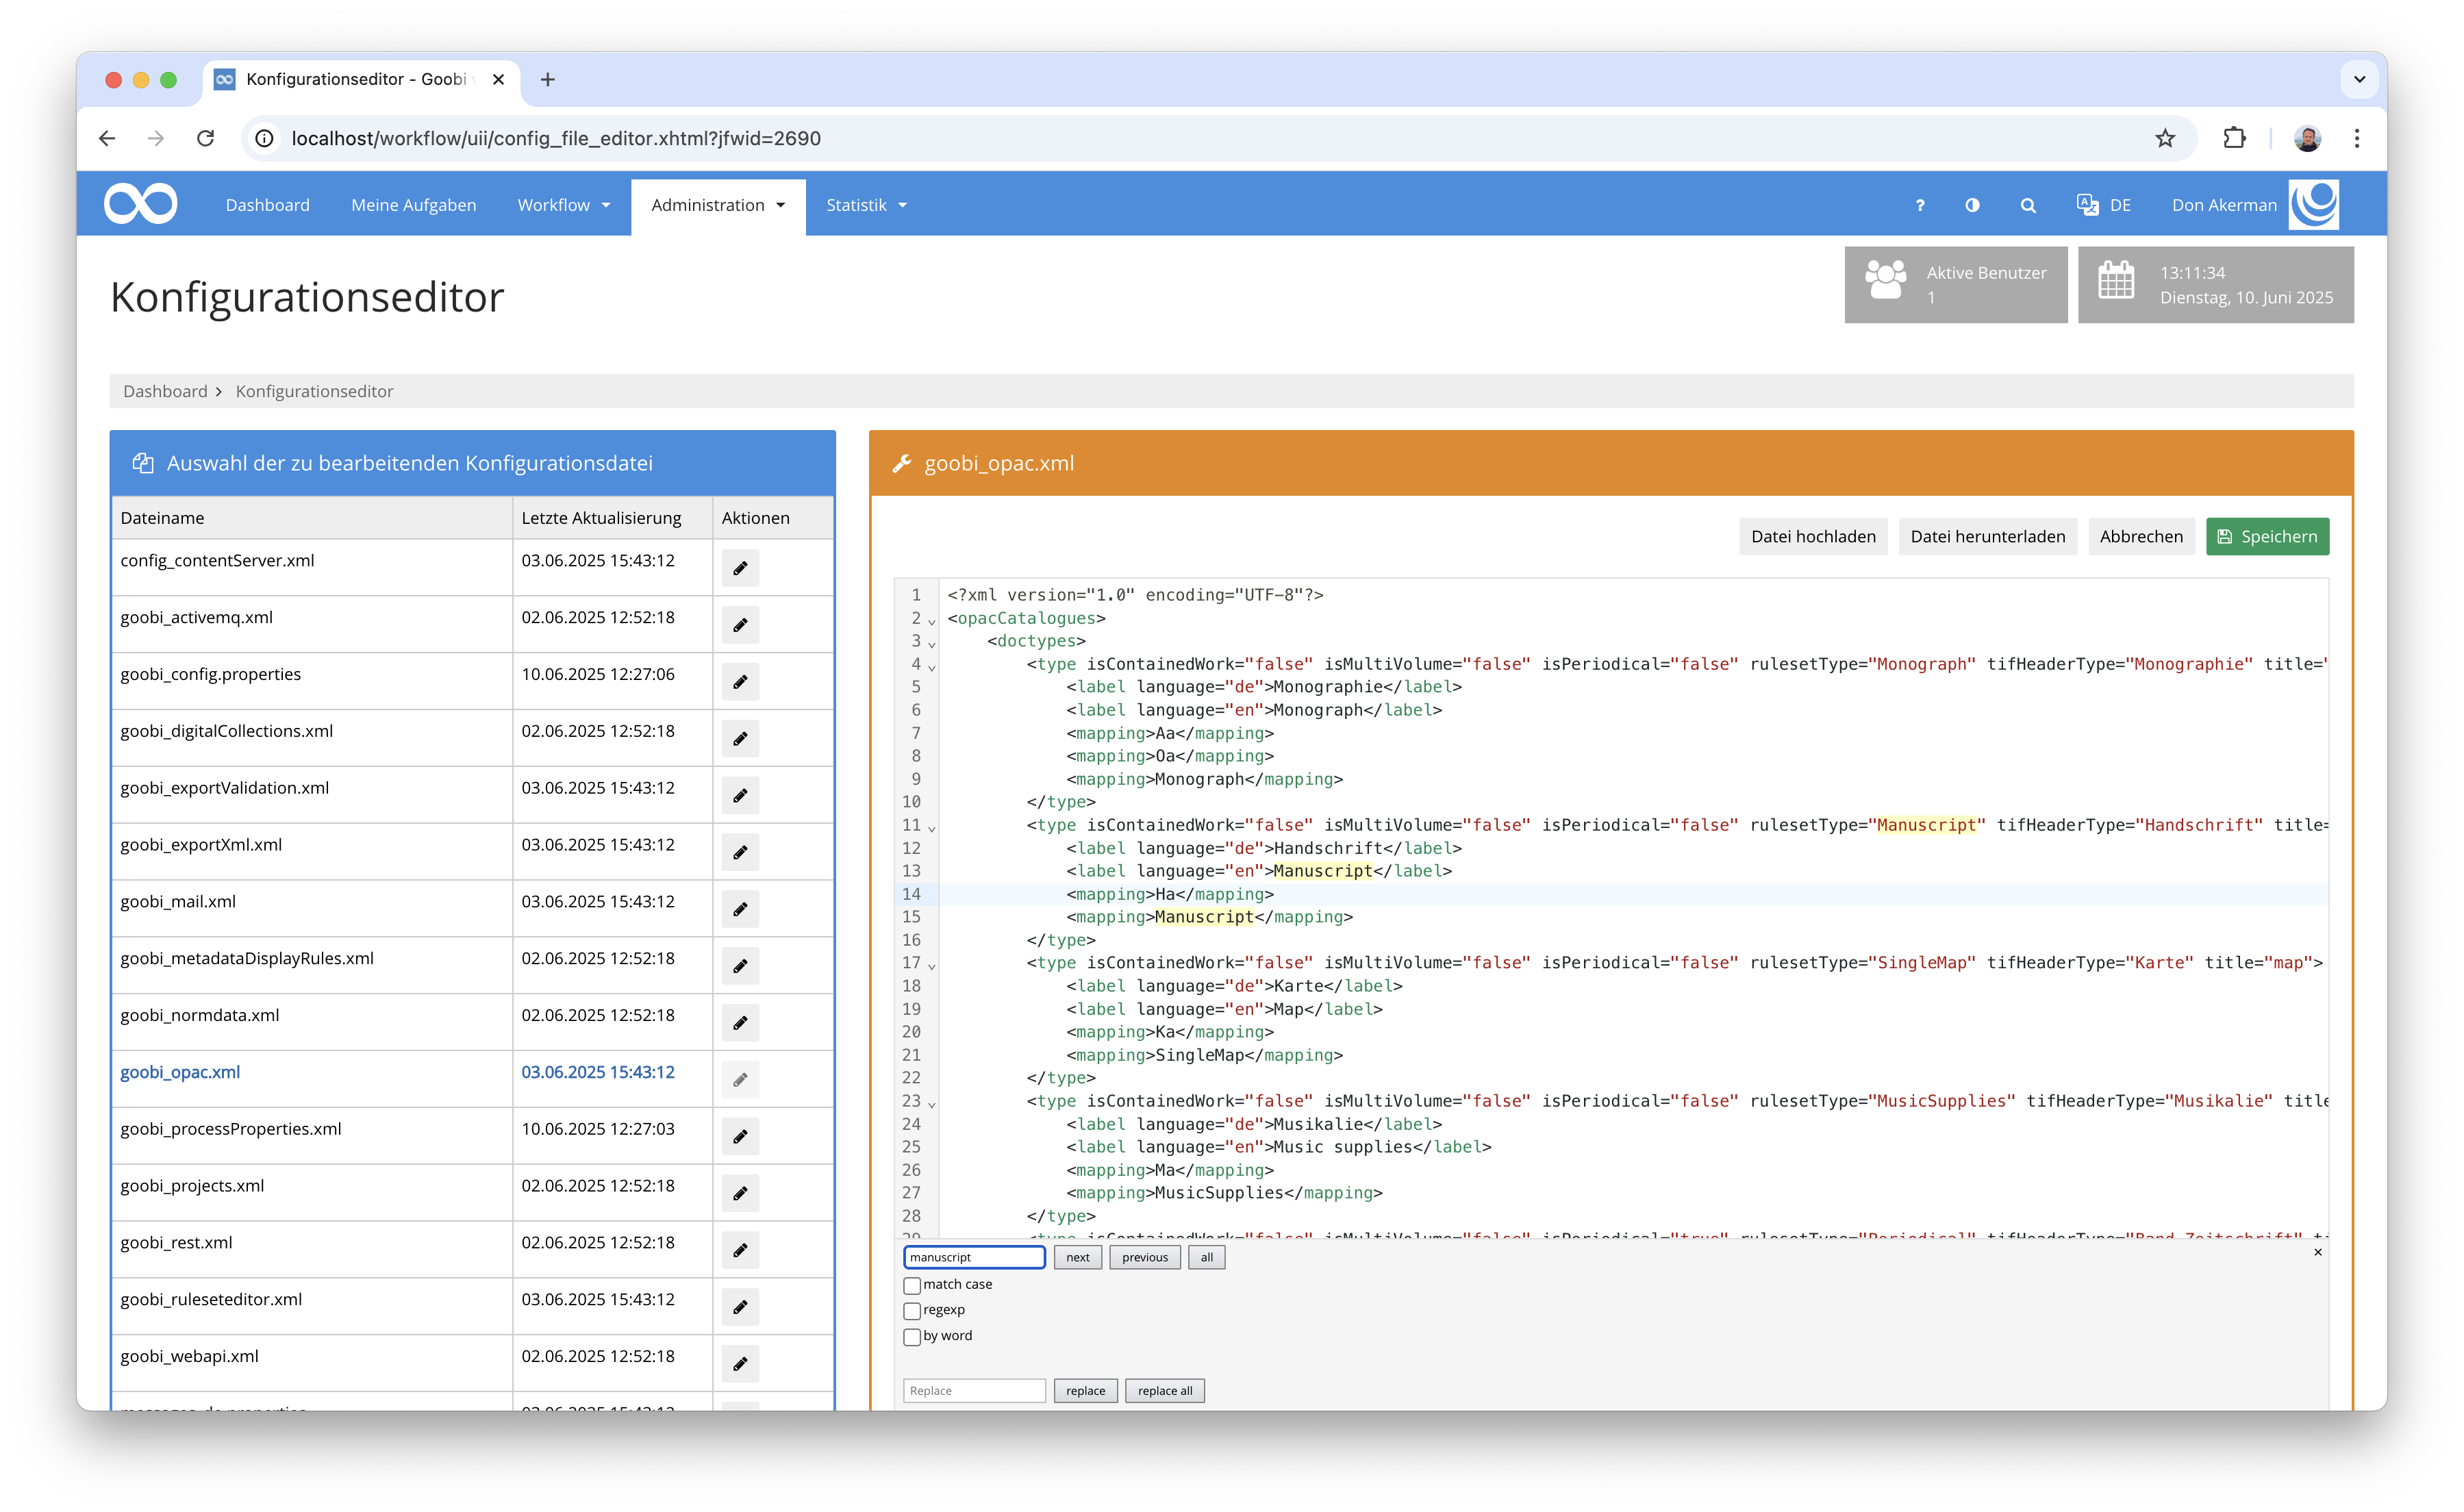 Konfigurationseditor - Goobi
localhost/workflow/uii/config_file_editor.xhtml?jfwid=2690
Dashboard Meine Aufgaben Workflow Administration Statistik ? DE Don Akerman
Konfigurationseditor
Aktive Benutzer
1
13:11:34
Dienstag, 10. Juni 2025
Dashboard > Konfigurationseditor
Auswahl der zu bearbeitenden Konfigurationsdatei
Dateiname Letzte Aktualisierung Aktionen
config_contentServer.xml 03.06.2025 15:43:12
goobi_activemq.xml 02.06.2025 12:52:18
goobi_config.properties 10.06.2025 12:27:06
goobi_digitalCollections.xml 02.06.2025 12:52:18
goobi_exportValidation.xml 03.06.2025 15:43:12
goobi_exportXml.xml 03.06.2025 15:43:12
goobi_mail.xml 03.06.2025 15:43:12
goobi_metadataDisplayRules.xml 02.06.2025 12:52:18
goobi_normdata.xml 02.06.2025 12:52:18
goobi_opac.xml 03.06.2025 15:43:12
goobi_processProperties.xml 10.06.2025 12:27:03
goobi_projects.xml 02.06.2025 12:52:18
goobi_rest.xml 02.06.2025 12:52:18
goobi_ruleseteditor.xml 03.06.2025 15:43:12
goobi_webapi.xml 02.06.2025 12:52:18
goobi_opac.xml
Datei hochladen Datei herunterladen Abbrechen Speichern
1 <?xml version="1.0" encoding="UTF-8"?>
2 <opacCatalogues>
3 <doctypes>
4 <type isContainedWork="false" isMultiVolume="false" isPeriodical="false" rulesetType="Monograph" tifHeaderType="Monographie" title="
5 <label language="de">Monographie</label>
6 <label language="en">Monograph</label>
7 <mapping>Aa</mapping>
8 <mapping>Oa</mapping>
9 <mapping>Monograph</mapping>
10 </type>
11 <type isContainedWork="false" isMultiVolume="false" isPeriodical="false" rulesetType="Manuscript" tifHeaderType="Handschrift" title=
12 <label language="de">Handschrift</label>
13 <label language="en">Manuscript</label>
14 <mapping>Ha</mapping>
15 <mapping>Manuscript</mapping>
16 </type>
17 <type isContainedWork="false" isMultiVolume="false" isPeriodical="false" rulesetType="SingleMap" tifHeaderType="Karte" title="map">
18 <label language="de">Karte</label>
19 <label language="en">Map</label>
20 <mapping>Ka</mapping>
21 <mapping>SingleMap</mapping>
22 </type>
23 <type isContainedWork="false" isMultiVolume="false" isPeriodical="false" rulesetType="MusicSupplies" tifHeaderType="Musikalie" title
24 <label language="de">Musikalie</label>
25 <label language="en">Music supplies</label>
26 <mapping>Ma</mapping>
27 <mapping>MusicSupplies</mapping>
28 </type>
manuscript next previous all
match case
regexp
by word
Replace replace replace all